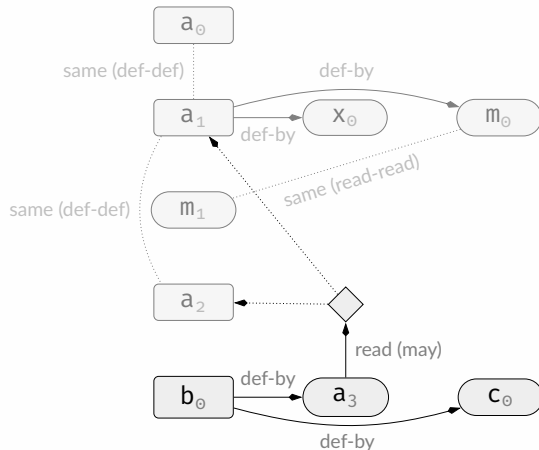 a₀
same (def-def)
def-by
a₁
x₀
m₀
def-by
same (read-read)
m₁
same (def-def)
a₂
read (may)
def-by
b₀
a₃
c₀
def-by